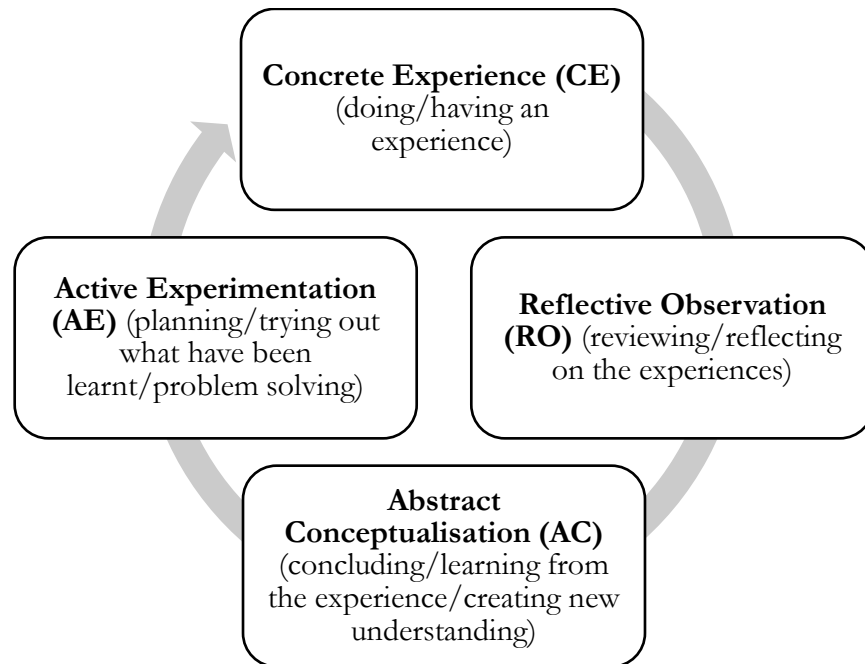 Concrete Experience (CE)
(doing/having an
experience)
Reflective Observation
(RO) (reviewing/reflecting
on the experiences)
Abstract
Conceptualisation (AC)
(concluding/learning from
the experience/creating new
understanding)
Active Experimentation
(AE) (planning/trying out
what have been
learnt/problem solving)